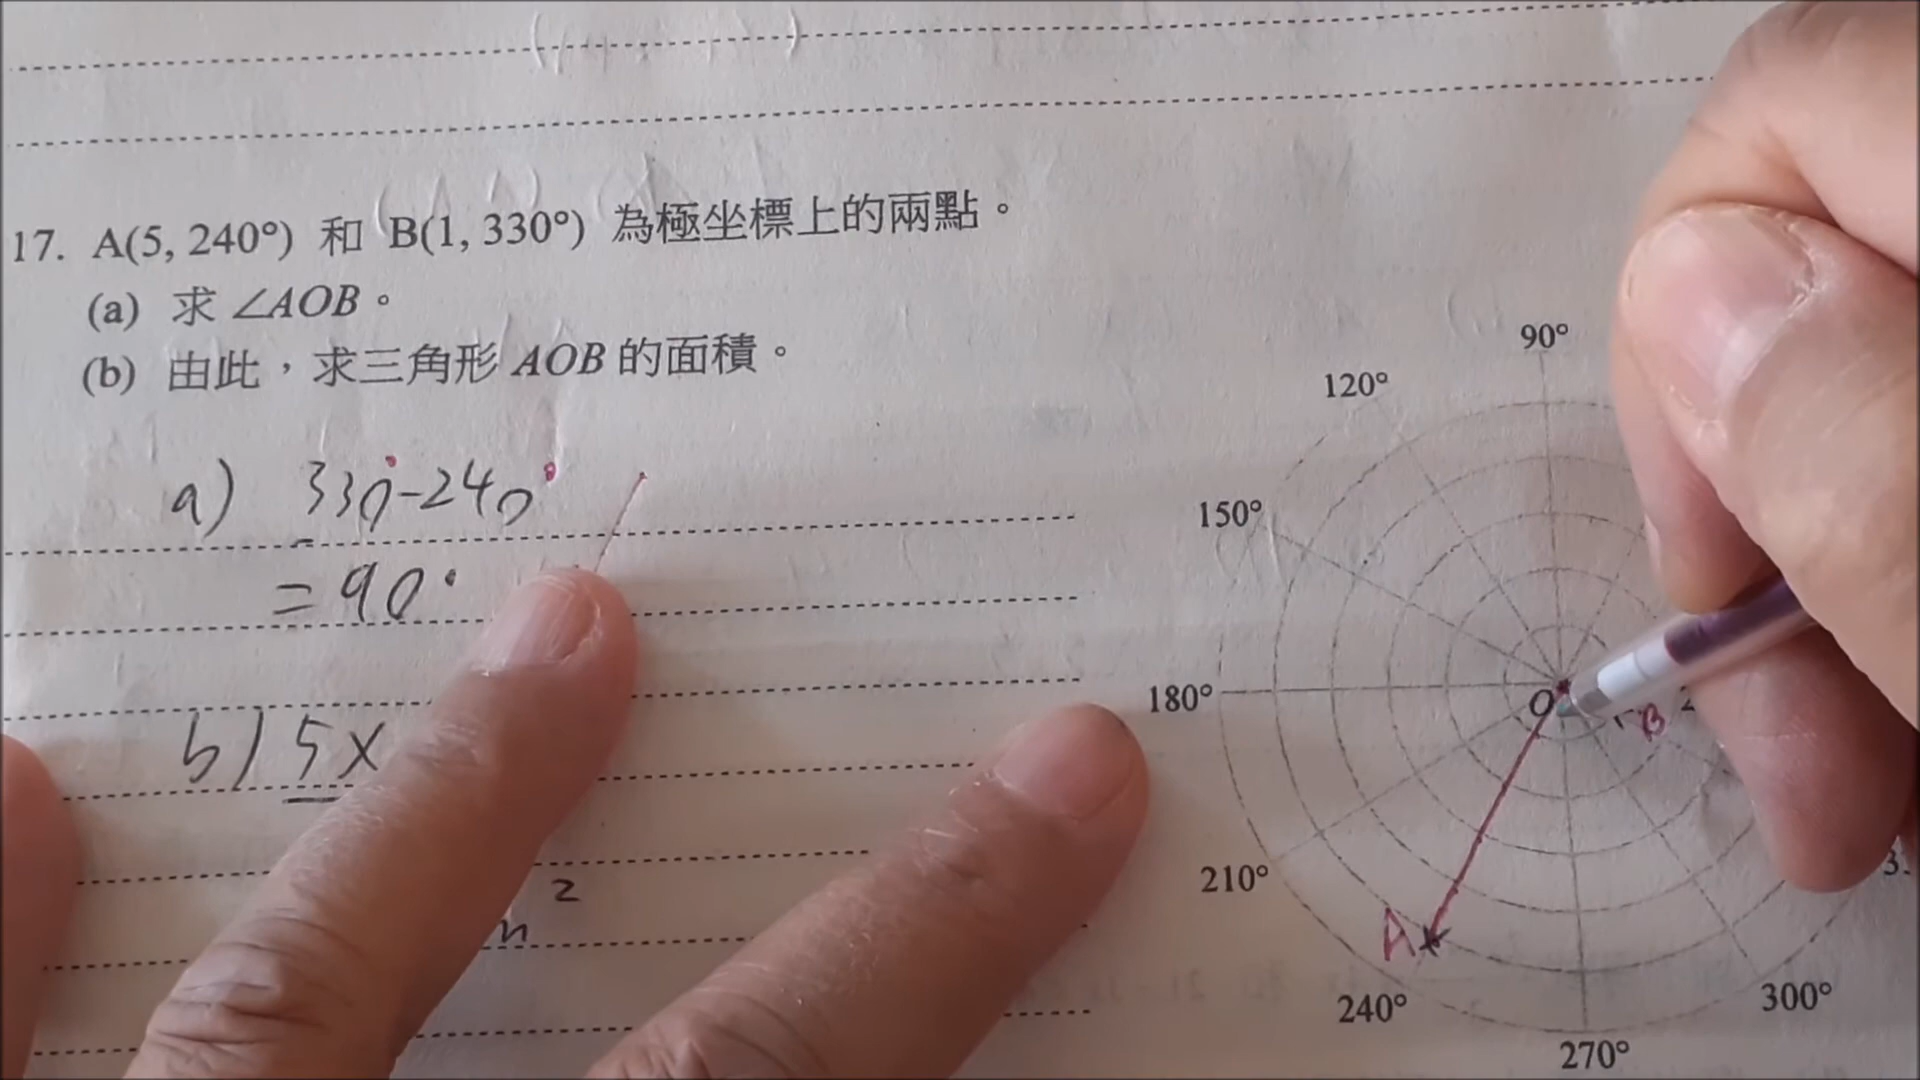 17. A(5, 240°) 和 B(1, 330°) 為極坐標上的兩點。
(a) 求 ∠AOB。
(b) 由此，求三角形 AOB 的面積。
a) 330°-240°
= 90°
b) 5x
2
90°
120°
150°
180°
O
B
210°
A
240°
300°
270°